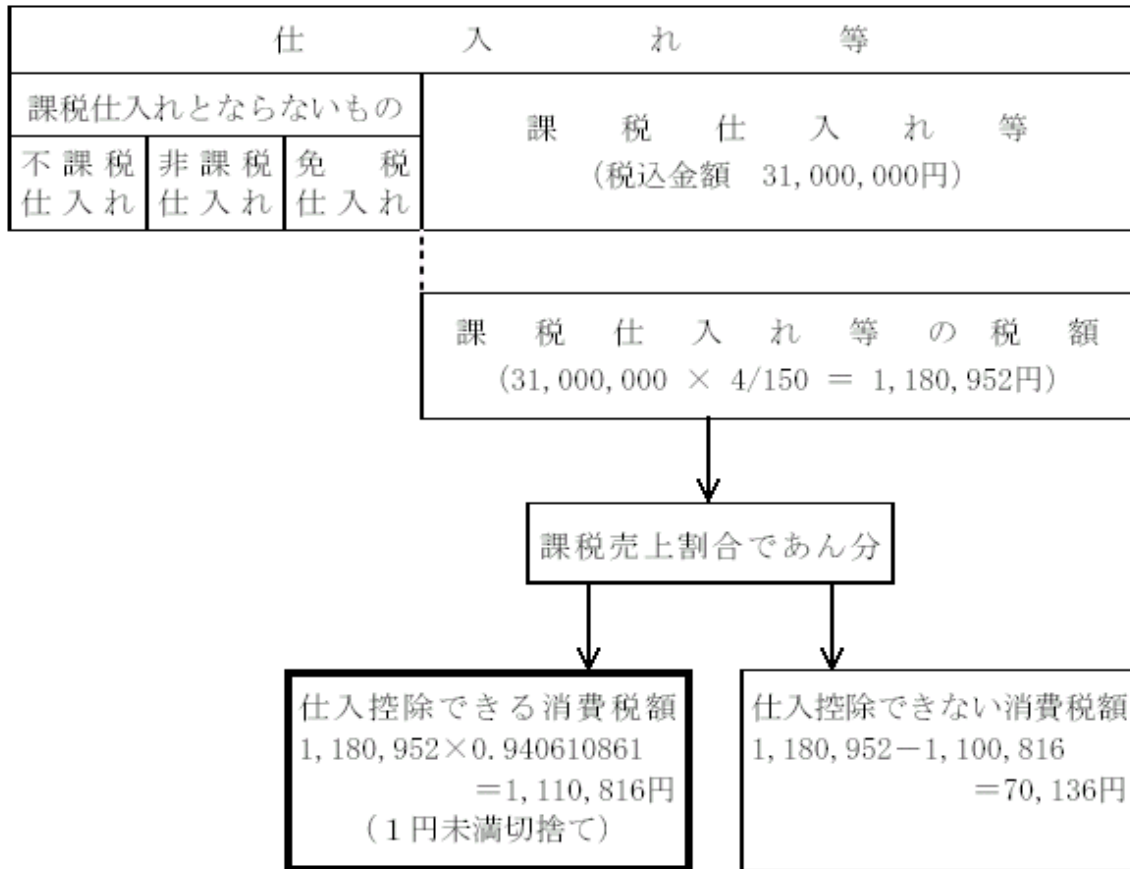 仕入れ等
課税仕入れとならないもの
不課税
仕入れ
非課税
仕入れ
免税
仕入れ
課税仕入れ等
(税込金額 31,000,000円)
課税仕入れ等の税額
(31,000,000 × 4/150 = 1,180,952円)
課税売上割合であん分
仕入控除できる消費税額
1,180,952×0.940610861
=1,110,816円
(1円未満切捨て)
仕入控除できない消費税額
1,180,952-1,100,816
=70,136円